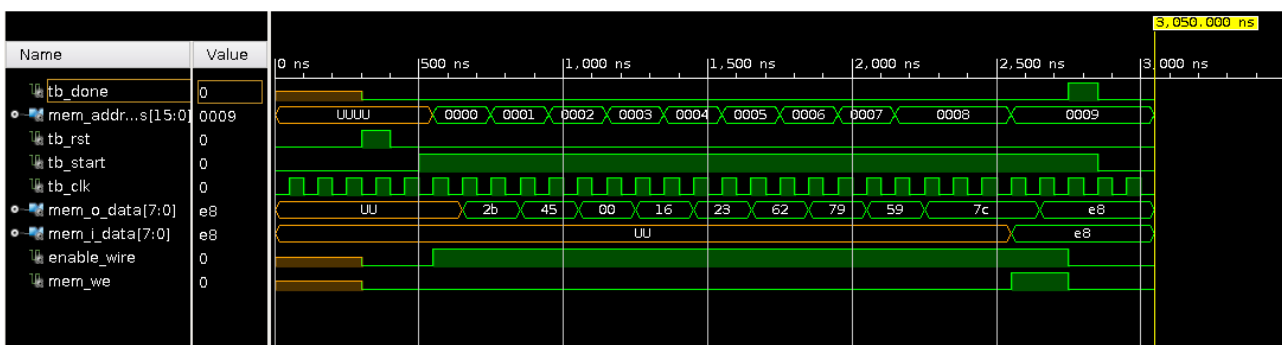 3,050.000 ns
Name Value
0 ns 500 ns 1,000 ns 1,500 ns 2,000 ns 2,500 ns 3,000 ns
tb_done 0
mem_addr...s[15:0] 0009 UUUU 0000 0001 0002 0003 0004 0005 0006 0007 0008 0009
tb_rst 0
tb_start 0
tb_clk 0
mem_o_data[7:0] e8 UU 2b 45 00 16 23 62 79 59 7c e8
mem_i_data[7:0] e8 UU e8
enable_wire 0
mem_we 0